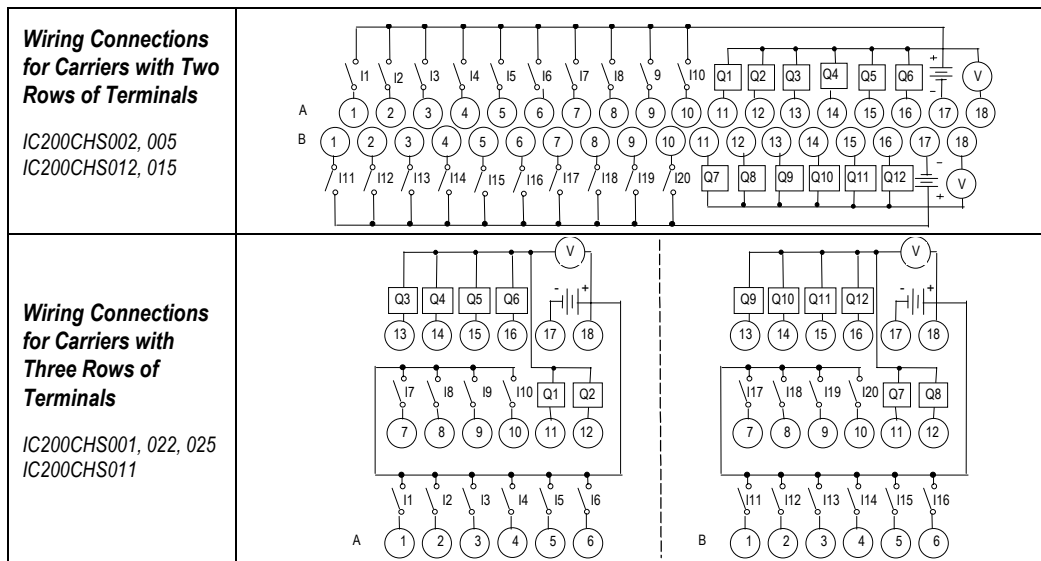 Wiring Connections
for Carriers with Two
Rows of Terminals
IC200CHS002, 005
IC200CHS012, 015
I1 I2 I3 I4 I5 I6 I7 I8 9 I10 Q1 Q2 Q3 Q4 Q5 Q6 + - V
A 1 2 3 4 5 6 7 8 9 10 11 12 13 14 15 16 17 18
B 1 2 3 4 5 6 7 8 9 10 11 12 13 14 15 16 17 18
I11 I12 I13 I14 I15 I16 I17 I18 I19 I20 Q7 Q8 Q9 Q10 Q11 Q12 - + V
Wiring Connections
for Carriers with
Three Rows of
Terminals
IC200CHS001, 022, 025
IC200CHS011
V
Q3 Q4 Q5 Q6 - +
13 14 15 16 17 18
I7 I8 I9 I10 Q1 Q2
7 8 9 10 11 12
I1 I2 I3 I4 I5 I6
A 1 2 3 4 5 6
V
Q9 Q10 Q11 Q12 - +
13 14 15 16 17 18
I17 I18 I19 I20 Q7 Q8
7 8 9 10 11 12
I11 I12 I13 I14 I15 I16
B 1 2 3 4 5 6